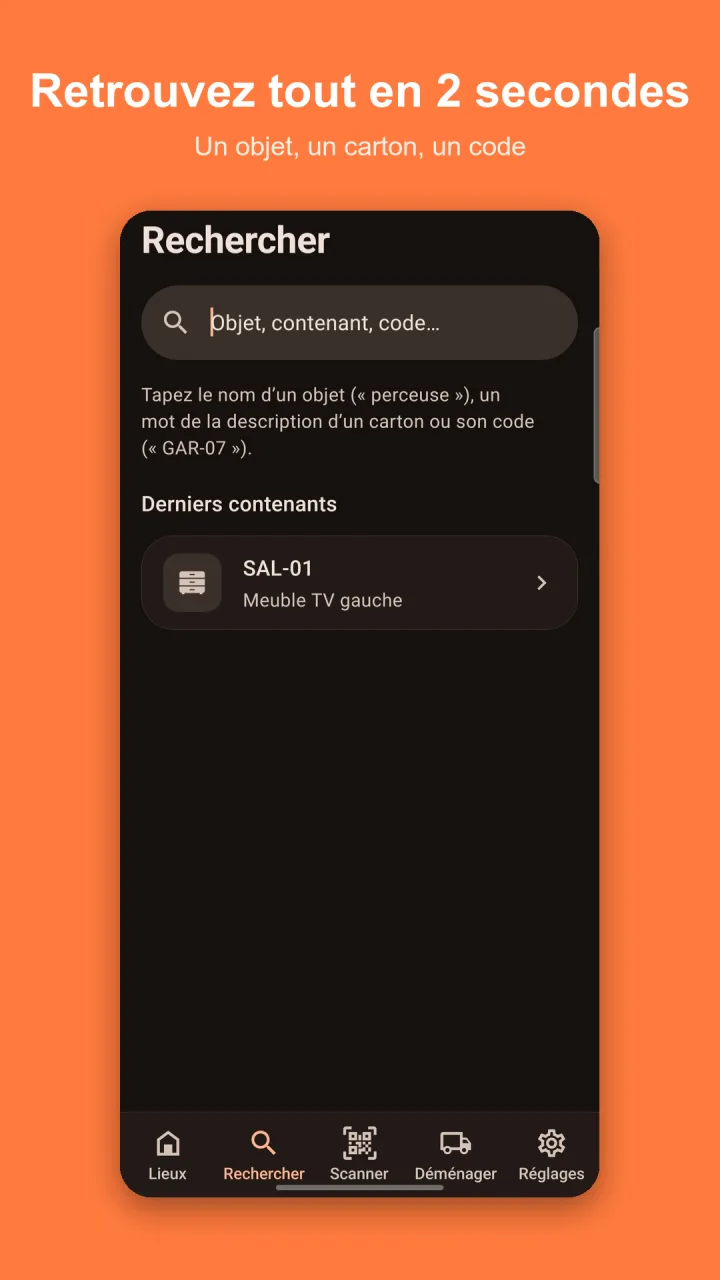 Retrouvez tout en 2 secondes
Un objet, un carton, un code
Rechercher
Objet, contenant, code…
Tapez le nom d’un objet (« perceuse »), un
mot de la description d’un carton ou son code
(« GAR-07 »).
Derniers contenants
SAL-01
Meuble TV gauche
Lieux
Rechercher
Scanner
Déménager
Réglages